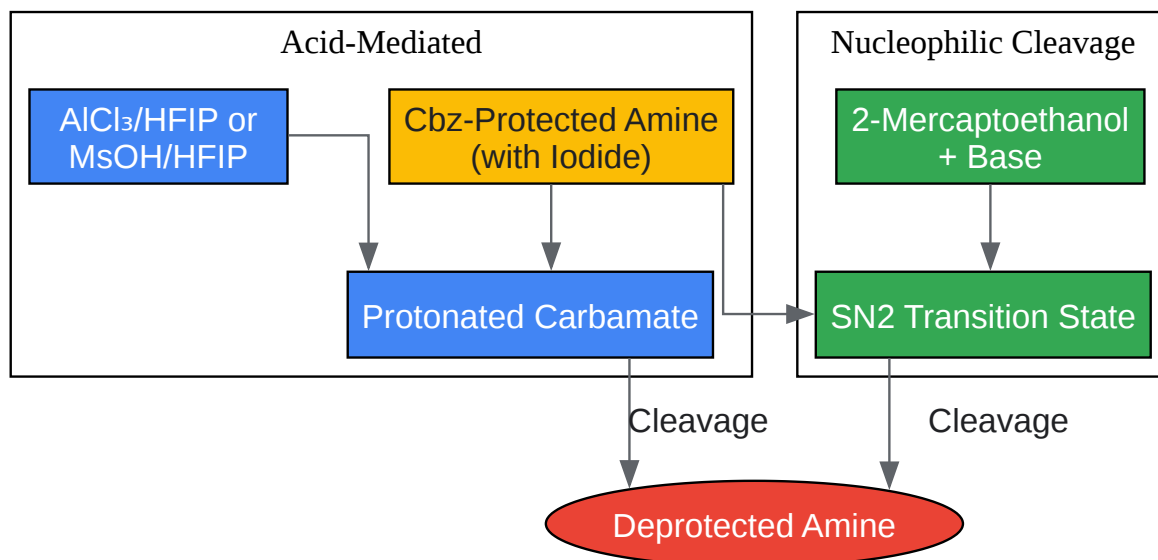 Acid-Mediated
Nucleophilic Cleavage
AlCl₃/HFIP or
MsOH/HFIP
Cbz-Protected Amine
(with Iodide)
2-Mercaptoethanol
+ Base
Protonated Carbamate
SN2 Transition State
Cleavage
Cleavage
Deprotected Amine